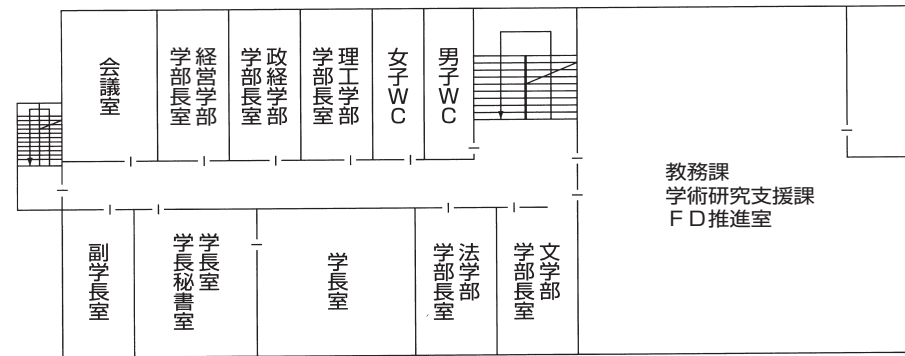 会議室
経営学部
学部長室
政経学部
学部長室
理工学部
学部長室
女子WC
男子WC
教務課
学術研究支援課
FD推進室
副学長室
学長室
学長秘書室
学長室
法学部
学部長室
文学部
学部長室